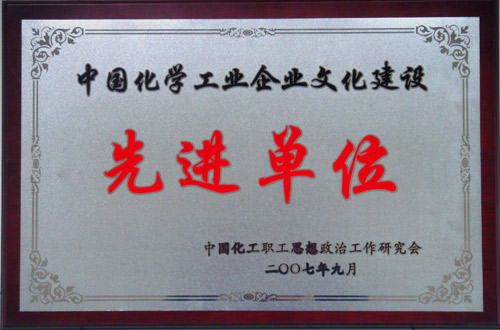 中国化学工业企业文化建设
先进单位
中国化工职工思想政治工作研究会
二〇〇七年九月